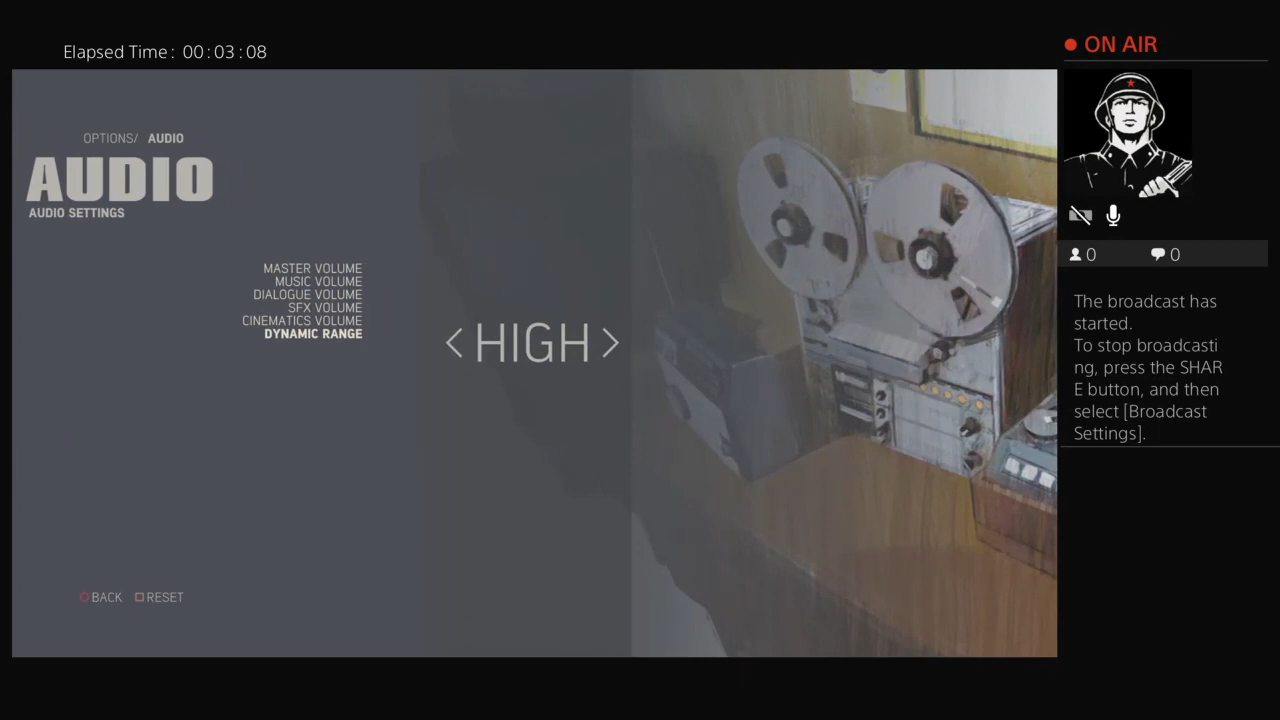 Elapsed Time: 00:03:08
ON AIR
OPTIONS/ AUDIO
AUDIO
AUDIO SETTINGS
MASTER VOLUME
MUSIC VOLUME
DIALOGUE VOLUME
SFX VOLUME
CINEMATICS VOLUME
DYNAMIC RANGE
< HIGH >
BACK RESET
0 0
The broadcast has
started.
To stop broadcasti
ng, press the SHAR
E button, and then
select [Broadcast
Settings].